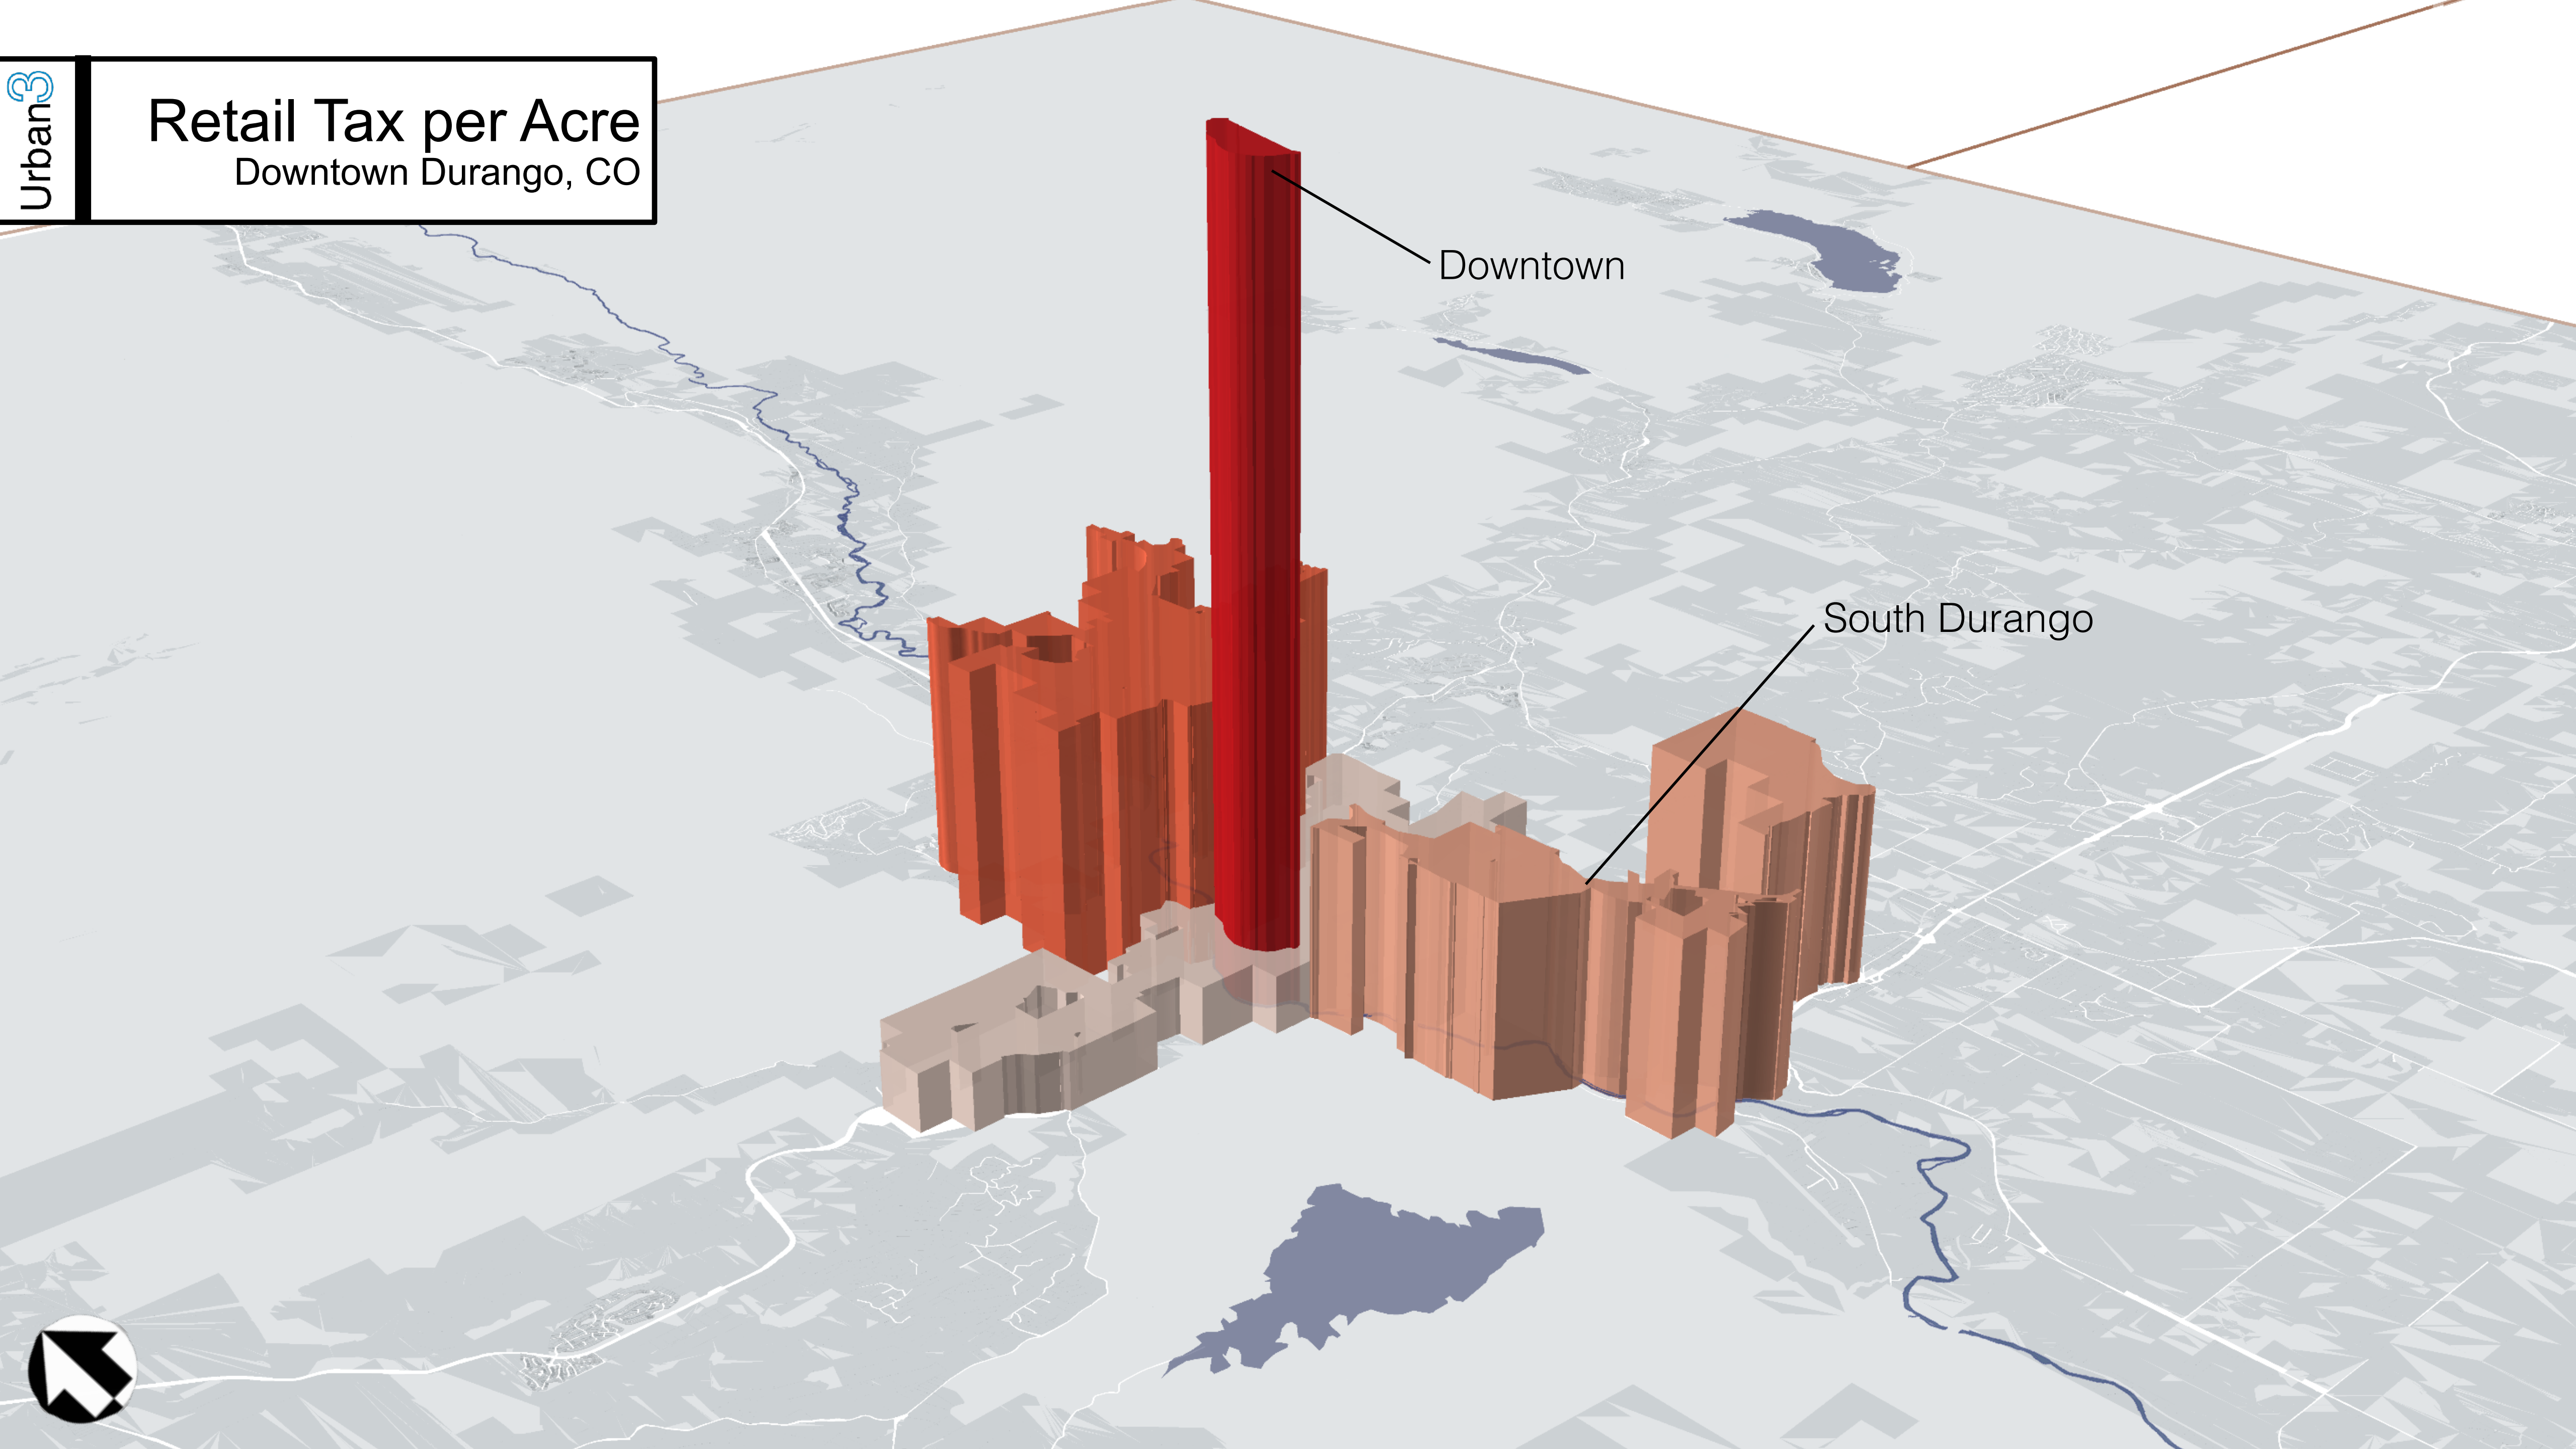 Urban3
Retail Tax per Acre
Downtown Durango, CO
Downtown
South Durango